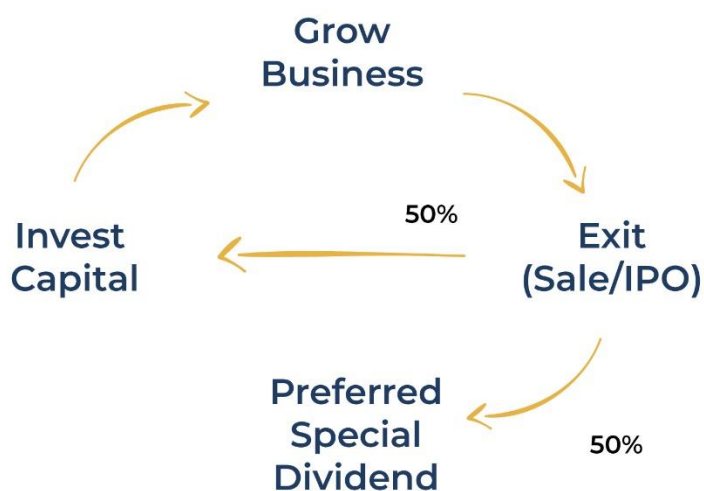 Grow
Business
50%
Invest
Capital
Exit
(Sale/IPO)
Preferred
Special
Dividend
50%